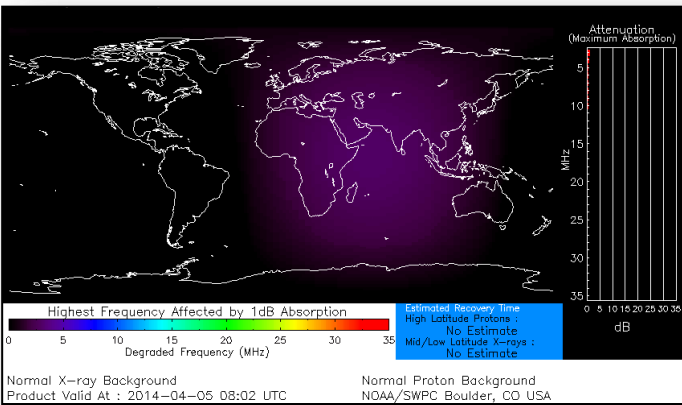 Attenuation
(Maximum Absorption)
5
10
15
20
25
30
35
MHz
0 5 10 15 20 25 30 35
dB
Highest Frequency Affected by 1dB Absorption
0 5 10 15 20 25 30 35
Degraded Frequency (MHz)
Estimated Recovery Time
High Latitude Protons :
No Estimate
Mid/Low Latitude X-rays :
No Estimate
Normal X-ray Background
Product Valid At : 2014-04-05 08:02 UTC
Normal Proton Background
NOAA/SWPC Boulder, CO USA